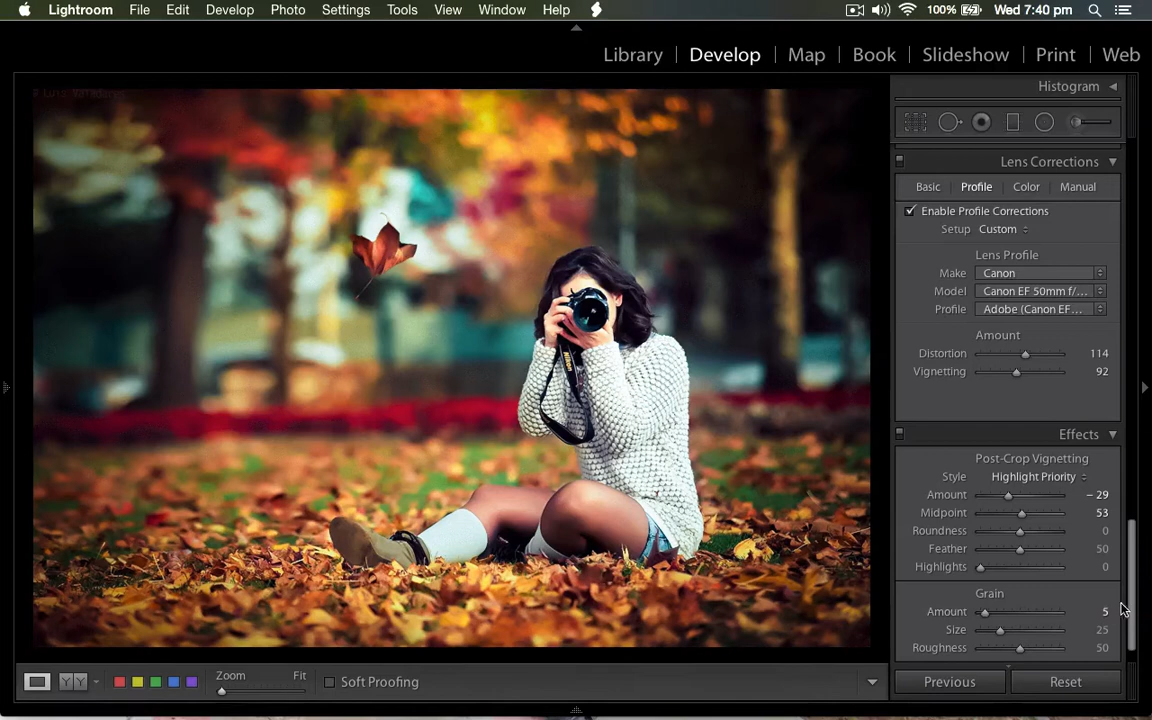 Lightroom File Edit Develop Photo Settings Tools View Window Help 100% Wed 7:40 pm
Library Develop Map Book Slideshow Print Web
Histogram
Lens Corrections
Basic Profile Color Manual
Enable Profile Corrections
Setup Custom
Lens Profile
Make Canon
Model Canon EF 50mm f/...
Profile Adobe (Canon EF...
Amount
Distortion 114
Vignetting 92
Nikon
Effects
Post-Crop Vignetting
Style Highlight Priority
Amount – 29
Midpoint 53
Roundness 0
Feather 50
Highlights 0
Grain
Amount 5
Size 25
Roughness 50
YY Zoom Fit Soft Proofing Previous Reset